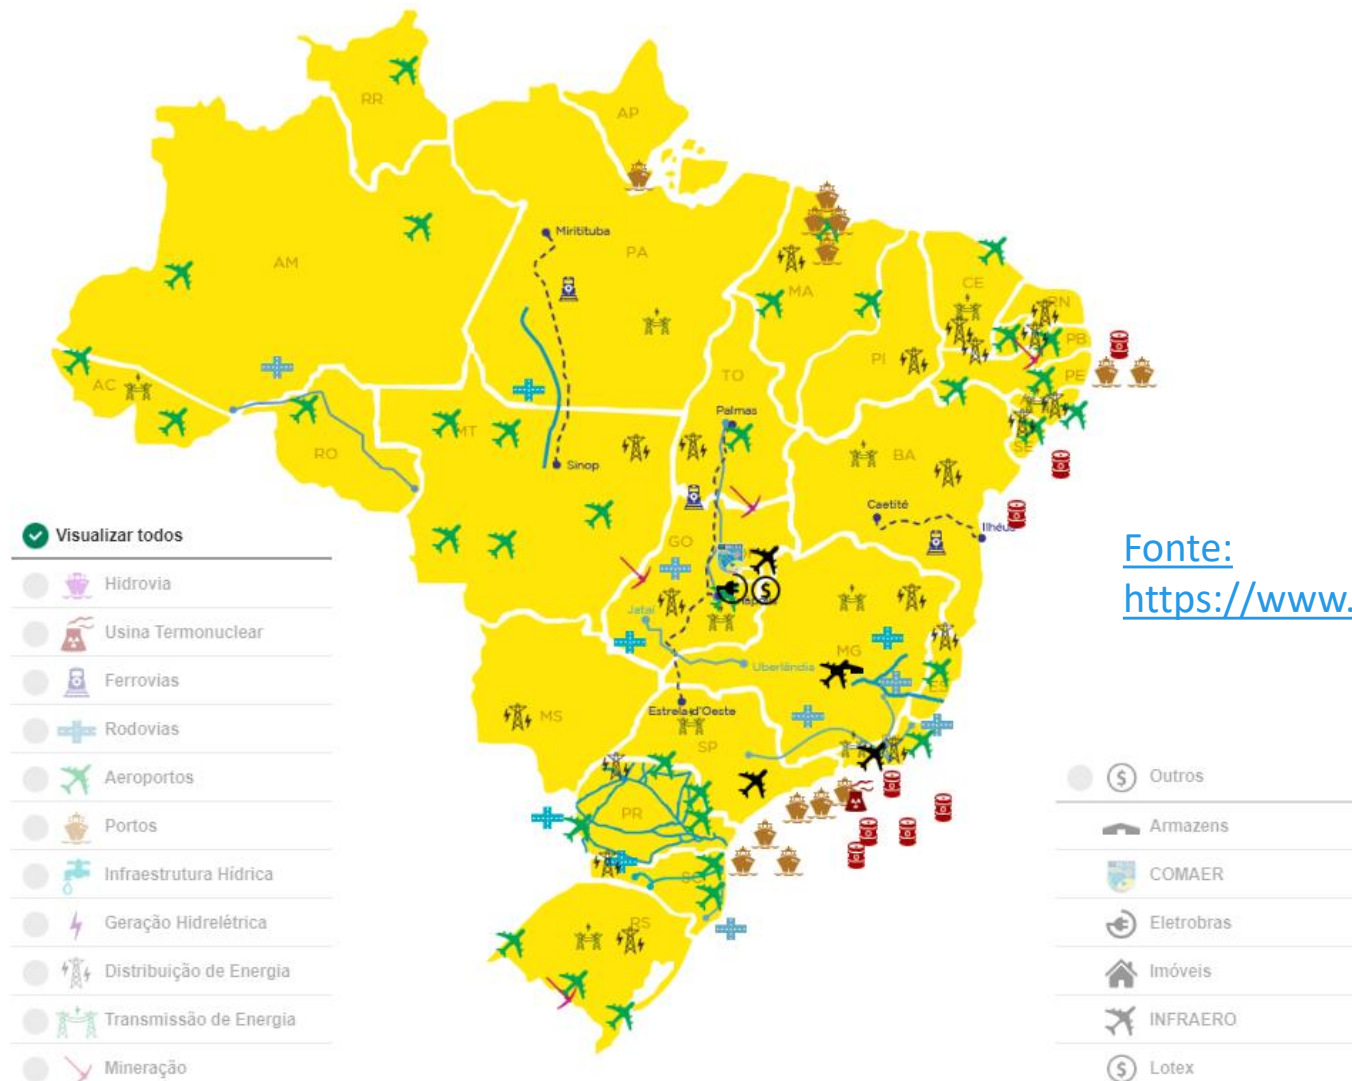 RR
AP
Miritituba
PA
AM
MA
CE
RN
PB
PI
PE
AC
TO
Palmas
MT
RO
Sinop
BA
SE
Caetité
Ilhéus
GO
Jataí
Uberlândia
MG
ES
MS
Estrela d'Oeste
SP
PR
SC
RS
Visualizar todos
Hidrovia
Usina Termonuclear
Ferrovias
Rodovias
Aeroportos
Portos
Infraestrutura Hídrica
Geração Hidrelétrica
Distribuição de Energia
Transmissão de Energia
Mineração
Fonte:
https://www.
Outros
Armazens
COMAER
Eletrobras
Imóveis
INFRAERO
Lotex